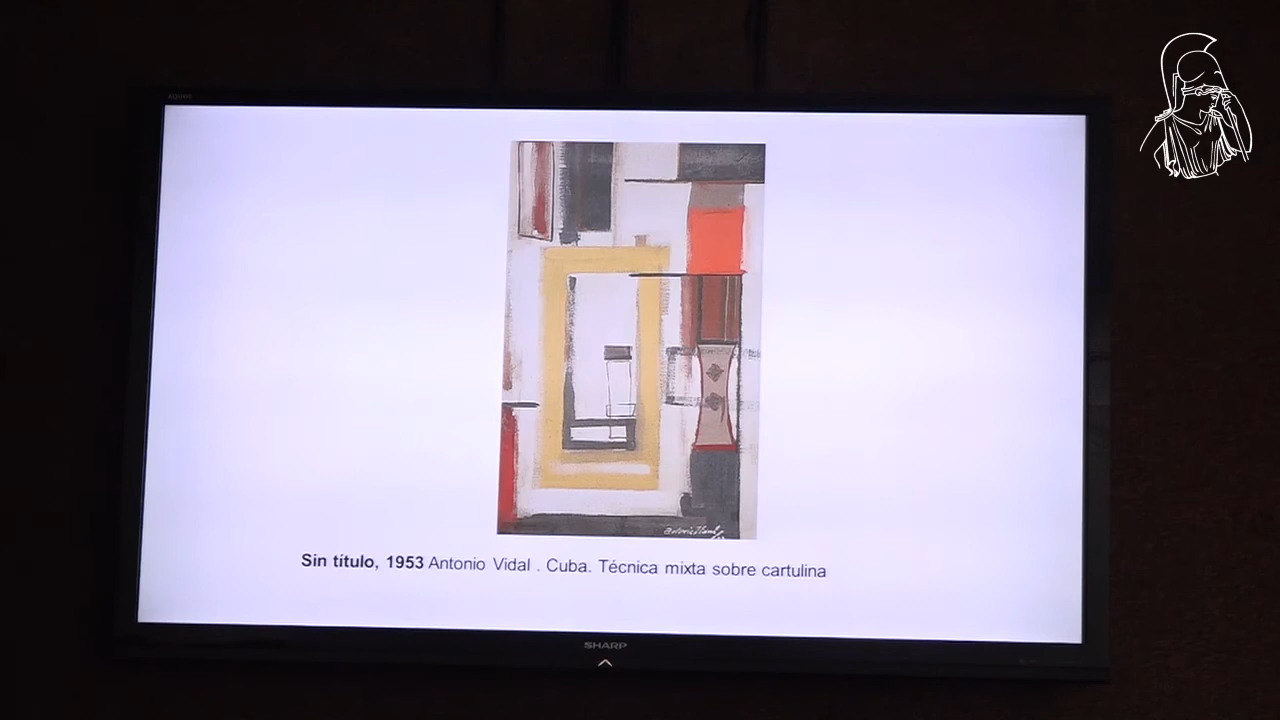 Sin título, 1953 Antonio Vidal . Cuba. Técnica mixta sobre cartulina
SHARP